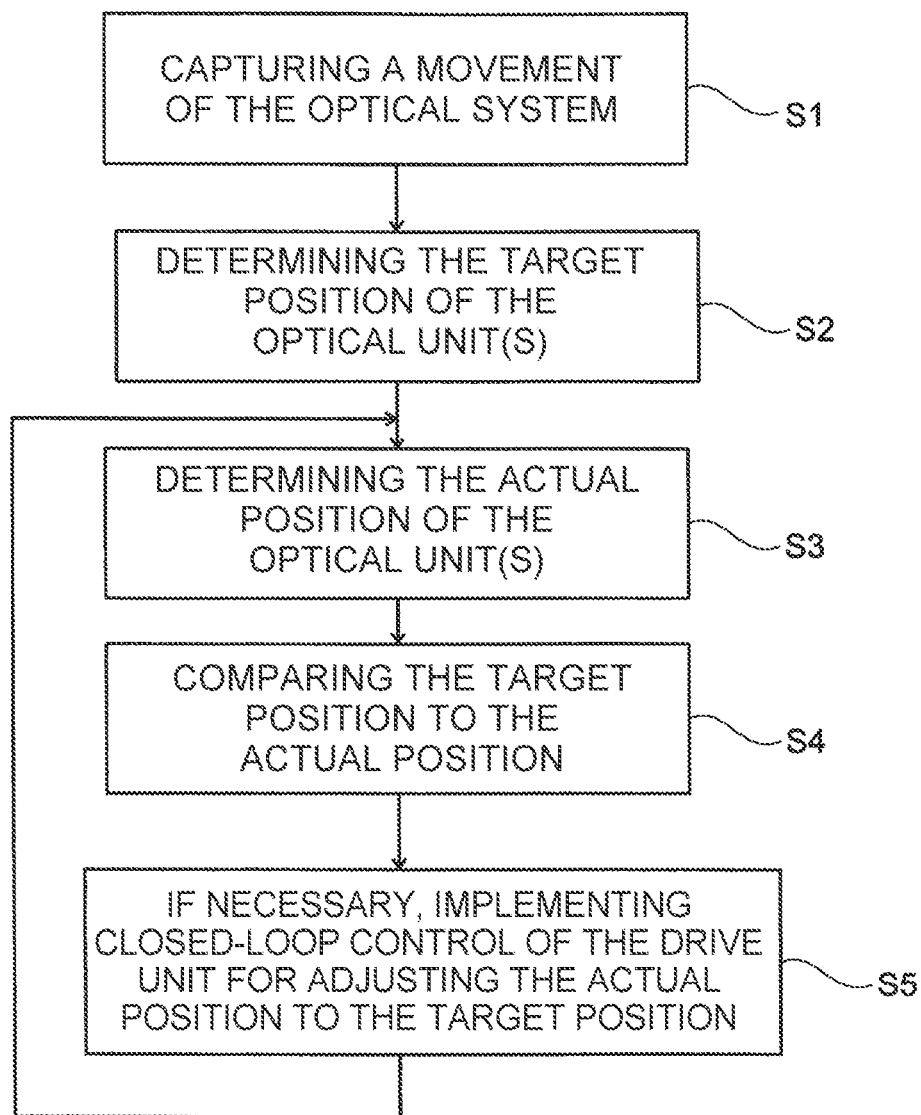 CAPTURING A MOVEMENT
OF THE OPTICAL SYSTEM
S1
DETERMINING THE TARGET
POSITION OF THE
OPTICAL UNIT(S)
S2
DETERMINING THE ACTUAL
POSITION OF THE
OPTICAL UNIT(S)
S3
COMPARING THE TARGET
POSITION TO THE
ACTUAL POSITION
S4
IF NECESSARY, IMPLEMENTING
CLOSED-LOOP CONTROL OF THE DRIVE
UNIT FOR ADJUSTING THE ACTUAL
POSITION TO THE TARGET POSITION
S5